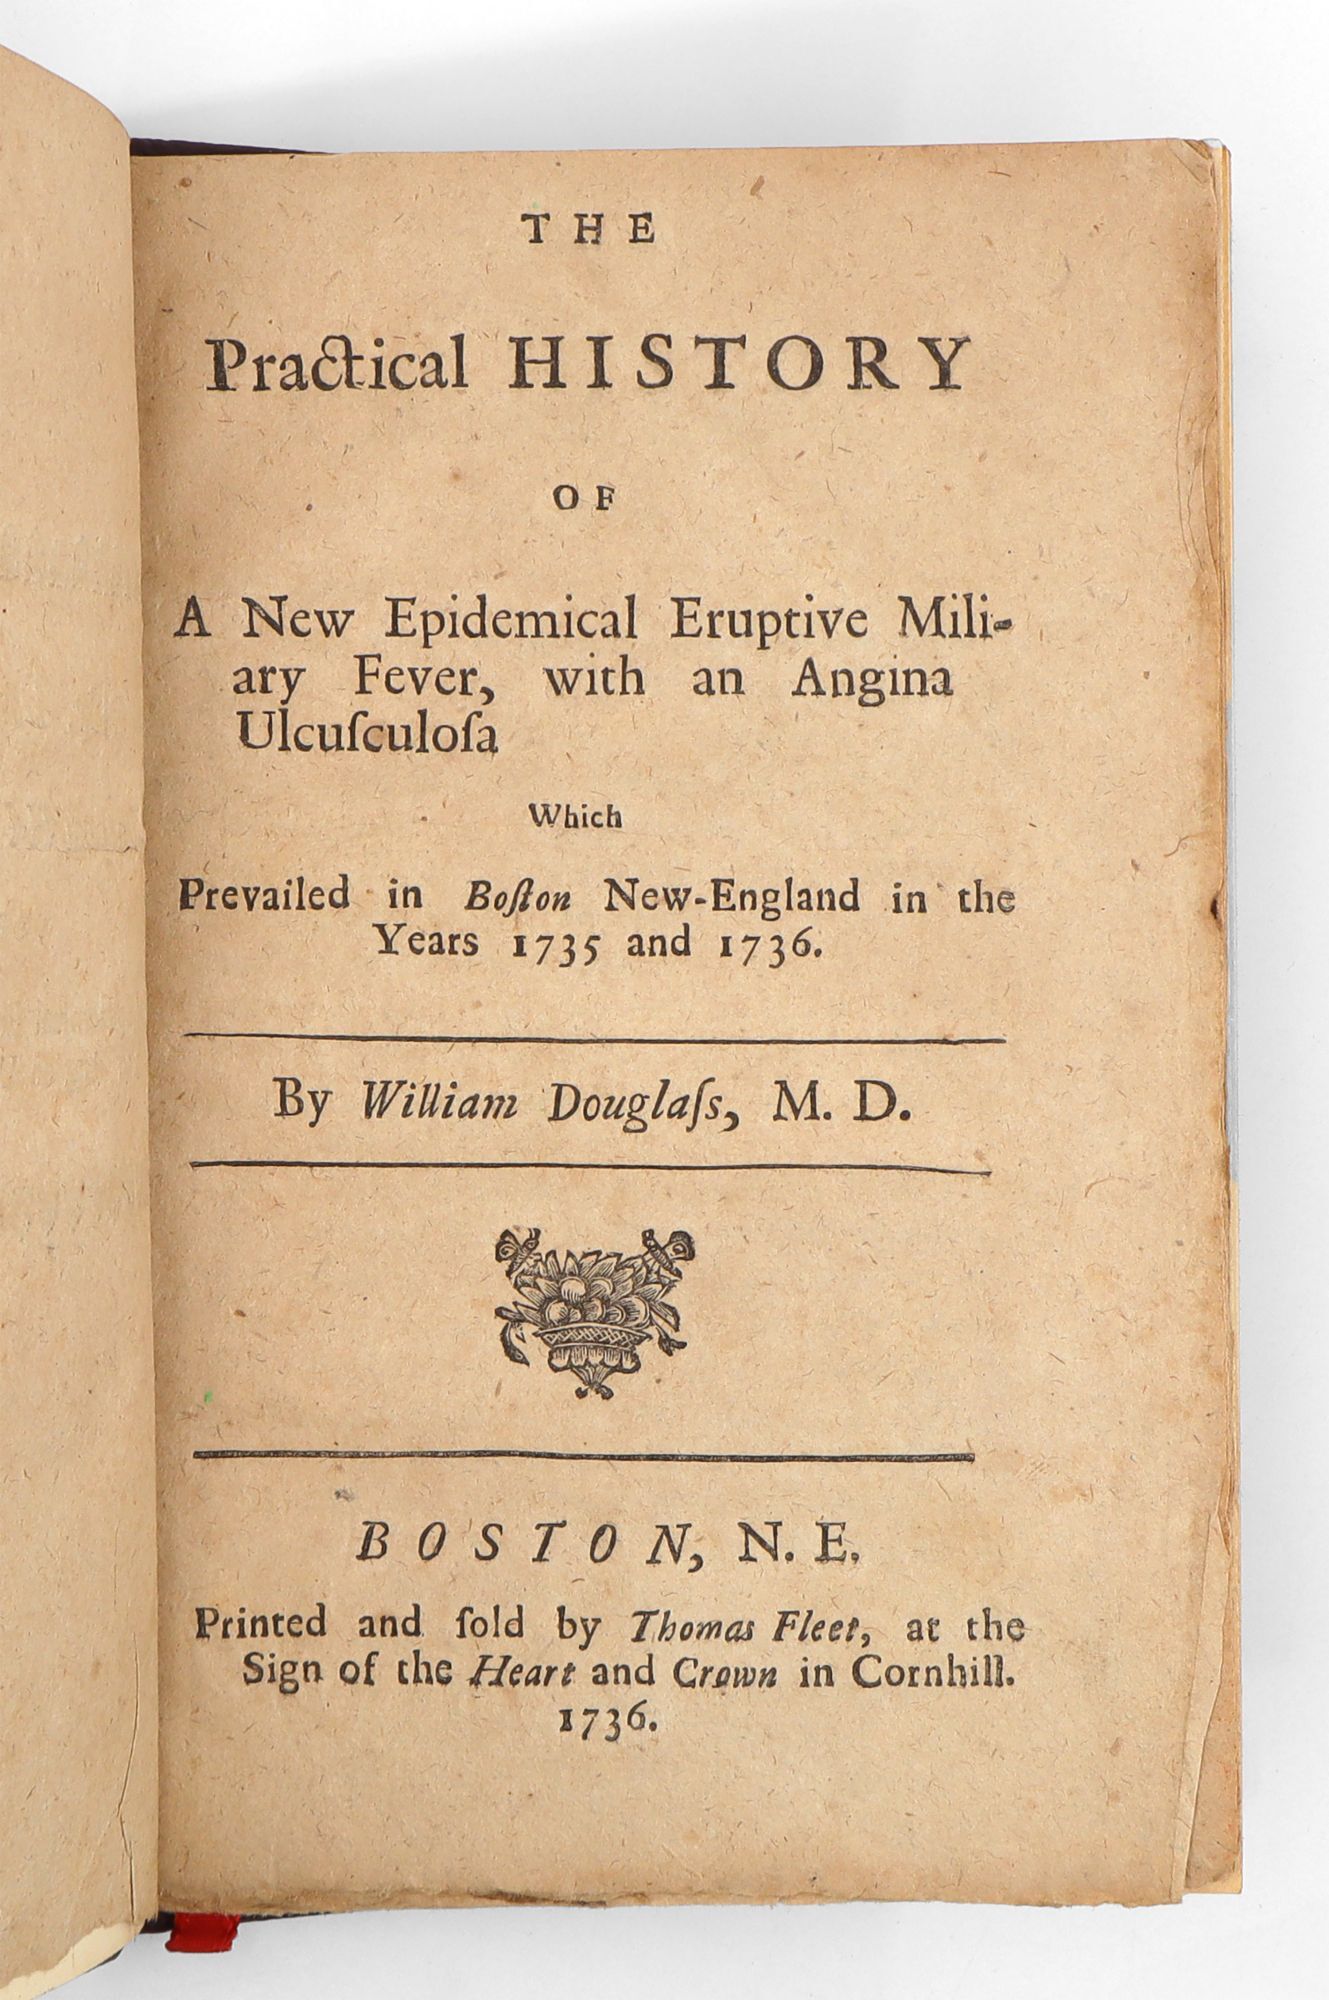 THE
Practical HISTORY
OF
A New Epidemical Eruptive Mili-
ary Fever, with an Angina
Ulcuſculoſa
Which
Prevailed in Boſton New-England in the
Years 1735 and 1736.
By William Douglaſs, M. D.
BOSTON, N. E.
Printed and ſold by Thomas Fleet, at the
Sign of the Heart and Crown in Cornhill.
1736.